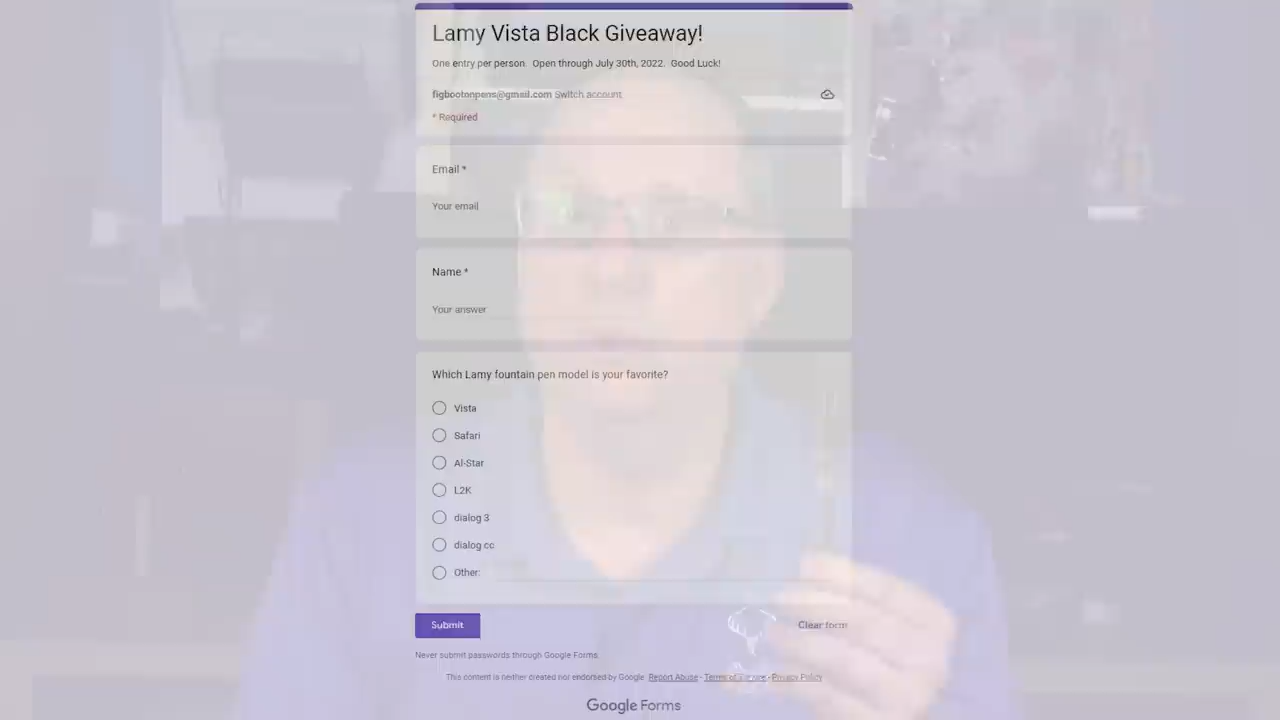 Lamy Vista Black Giveaway!
One entry per person. Open through July 30th, 2022. Good Luck!
figbootonpens@gmail.com Switch account
* Required
Email *
Your email
Name *
Your answer
Which Lamy fountain pen model is your favorite?
Vista
Safari
Al-Star
L2K
dialog 3
dialog cc
Other:
Submit
Clear form
Never submit passwords through Google Forms.
This content is neither created nor endorsed by Google. Report Abuse - Terms of Service - Privacy Policy
Google Forms